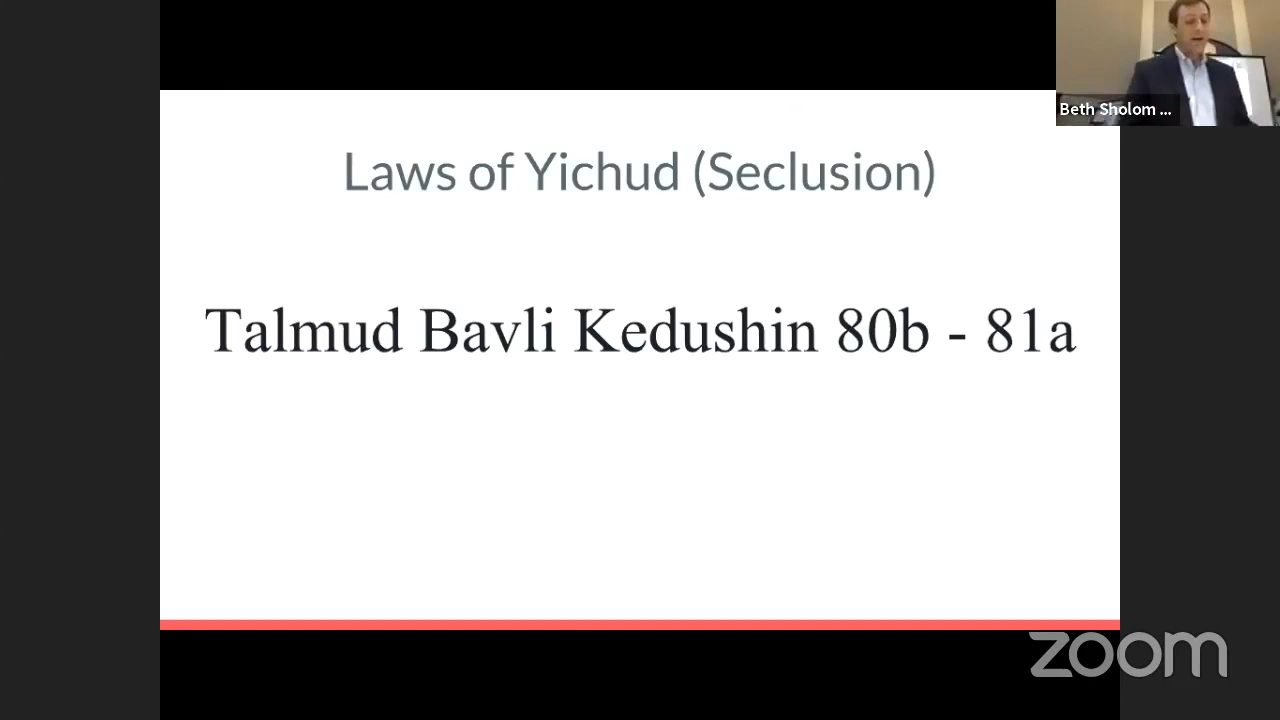 Beth Sholom ...
Laws of Yichud (Seclusion)
Talmud Bavli Kedushin 80b - 81a
zoom